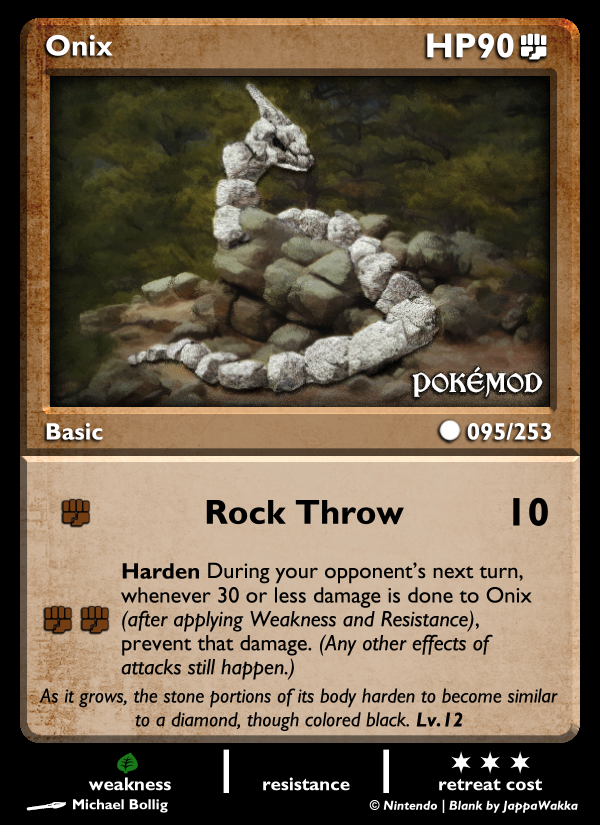 Onix
HP90
POKÉMOD
Basic
095/253
Rock Throw 10
Harden During your opponent's next turn,
whenever 30 or less damage is done to Onix
(after applying Weakness and Resistance),
prevent that damage. (Any other effects of
attacks still happen.)
As it grows, the stone portions of its body harden to become similar
to a diamond, though colored black. Lv.12
weakness
resistance
retreat cost
Michael Bollig
© Nintendo | Blank by JappaWakka